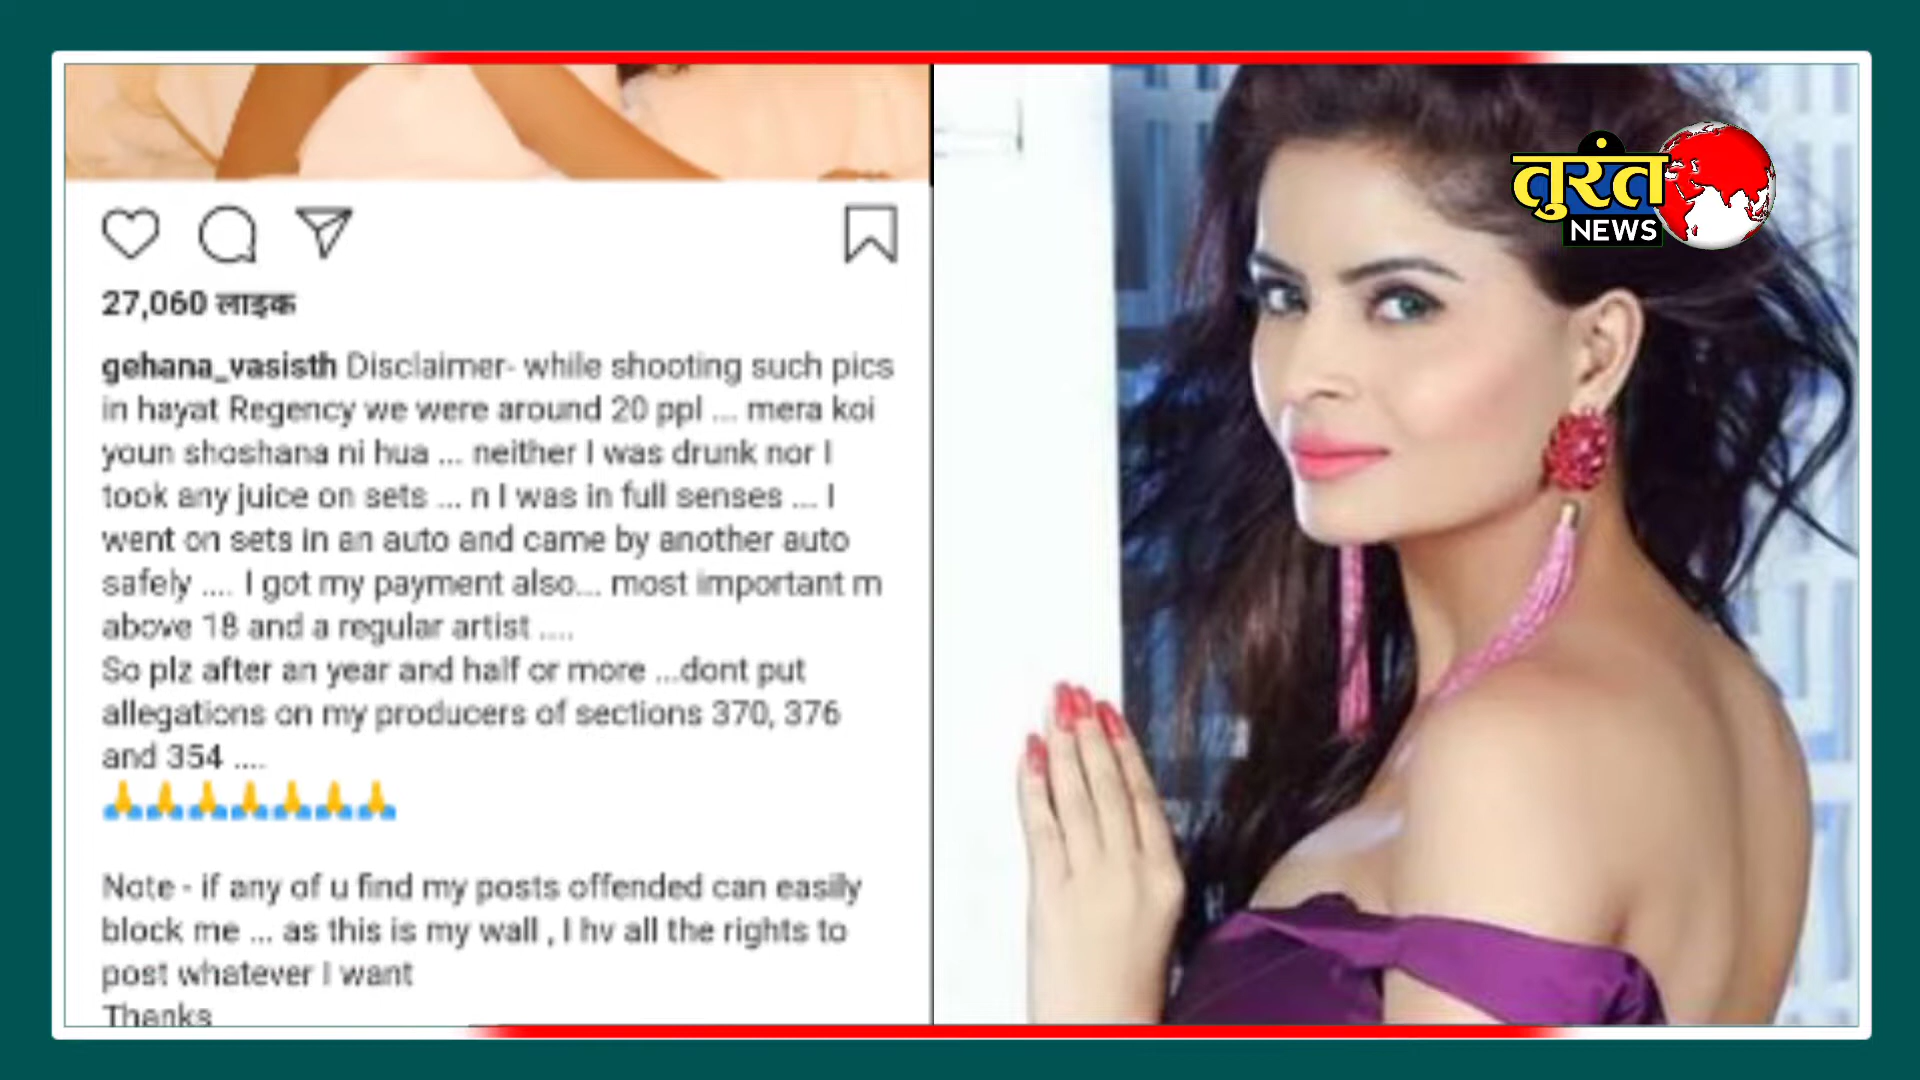 27,060 लाइक
gehana_vasisth Disclaimer- while shooting such pics
in hayat Regency we were around 20 ppl ... mera koi
youn shoshana ni hua ... neither I was drunk nor I
took any juice on sets ... n I was in full senses ... I
went on sets in an auto and came by another auto
safely .... I got my payment also... most important m
above 18 and a regular artist ....
So plz after an year and half or more ...dont put
allegations on my producers of sections 370, 376
and 354 ....
🙏🙏🙏🙏🙏🙏🙏
Note - if any of u find my posts offended can easily
block me ... as this is my wall , I hv all the rights to
post whatever I want
Thanks
तुरंत
NEWS